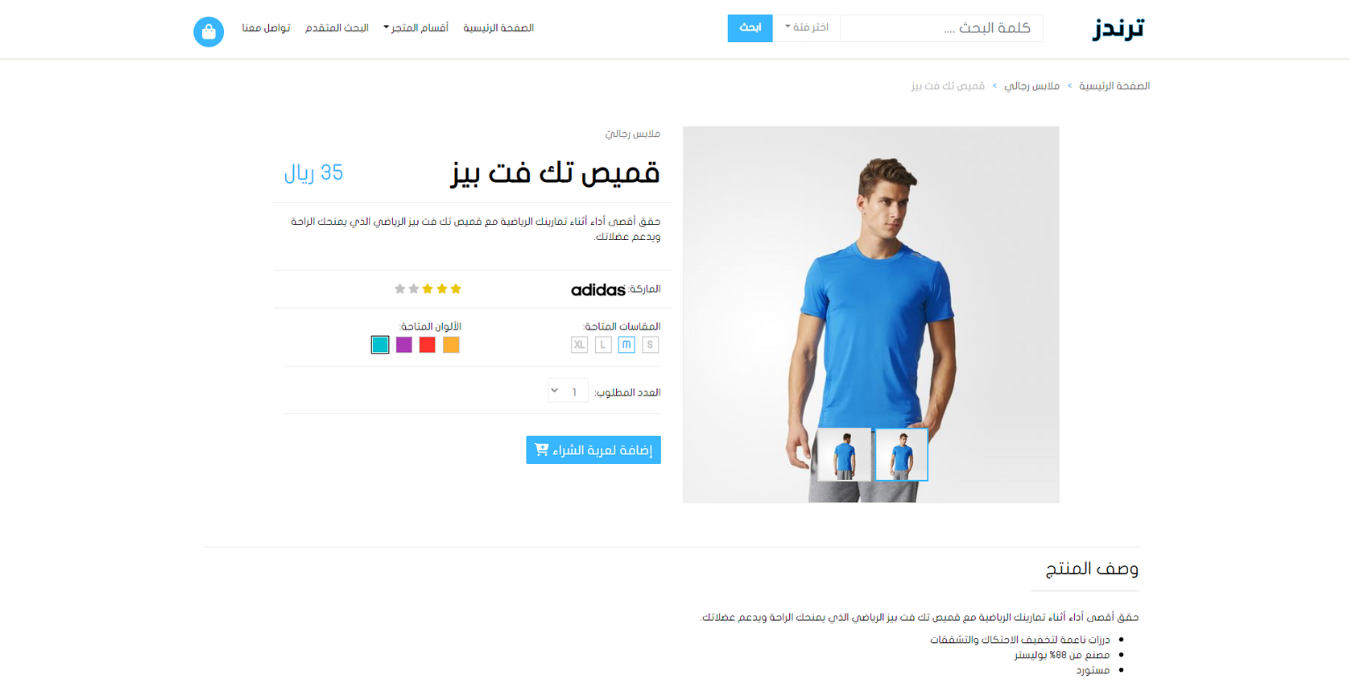 ترندز
كلمة البحث ....
اختر فئة
ابحث
الصفحة الرئيسية
أقسام المتجر
البحث المتقدم
تواصل معنا
الصفحة الرئيسية > ملابس رجالي > قميص تك فت بيز
ملابس رجالي
قميص تك فت بيز
35 ريال
حقق أقصى أداء أثناء تمارينك الرياضية مع قميص تك فت بيز الرياضي الذي يمنحك الراحة
ويدعم عضلاتك.
الماركة: adidas
المقاسات المتاحة:
S M L XL
الألوان المتاحة:
العدد المطلوب: 1
إضافة لعربة الشراء
وصف المنتج
حقق أقصى أداء أثناء تمارينك الرياضية مع قميص تك فت بيز الرياضي الذي يمنحك الراحة ويدعم عضلاتك.
درزات ناعمة لتخفيف الاحتكاك والتشققات
مصنع من 88% بوليستر
مستورد